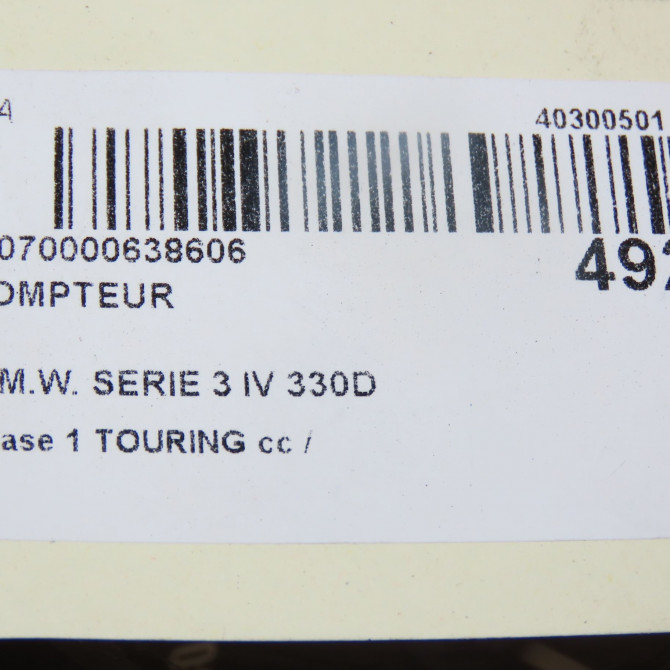 4 40300501
070000638606
492
OMPTEUR
M.W. SERIE 3 IV 330D
ase 1 TOURING cc /